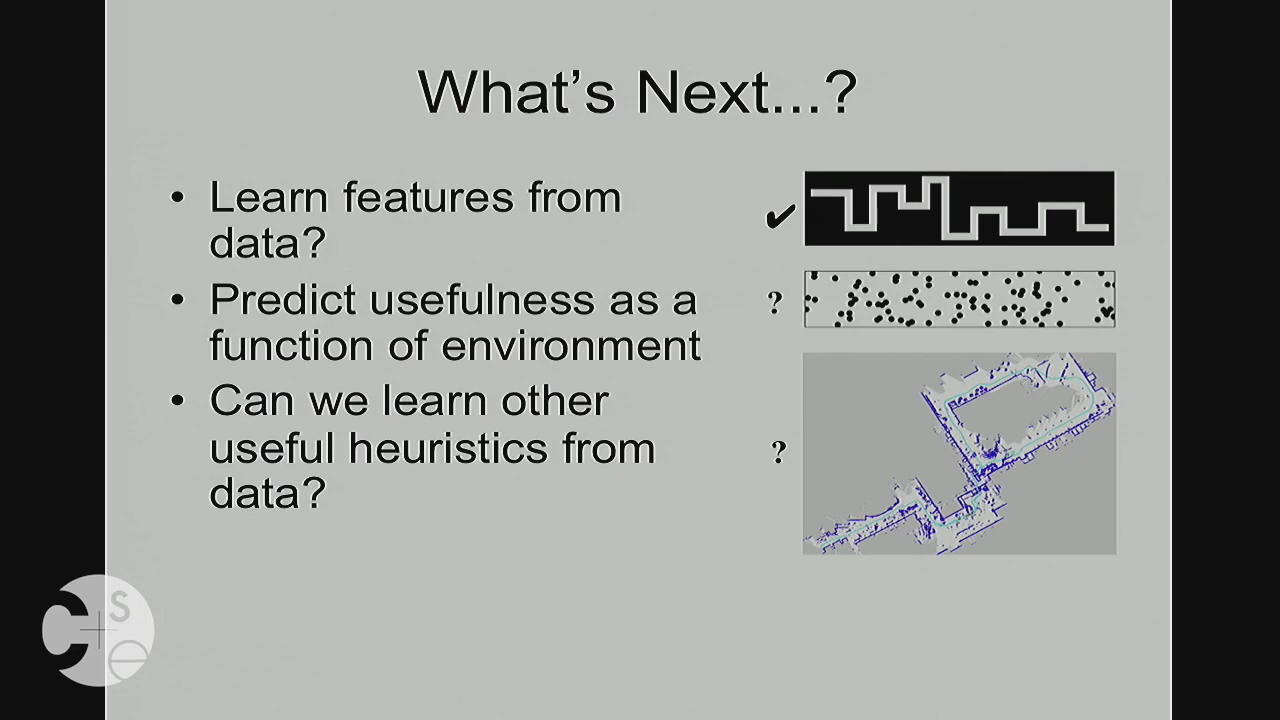 What's Next...?
• Learn features from
data?
• Predict usefulness as a
function of environment
• Can we learn other
useful heuristics from
data?
✔
?
?
C S e